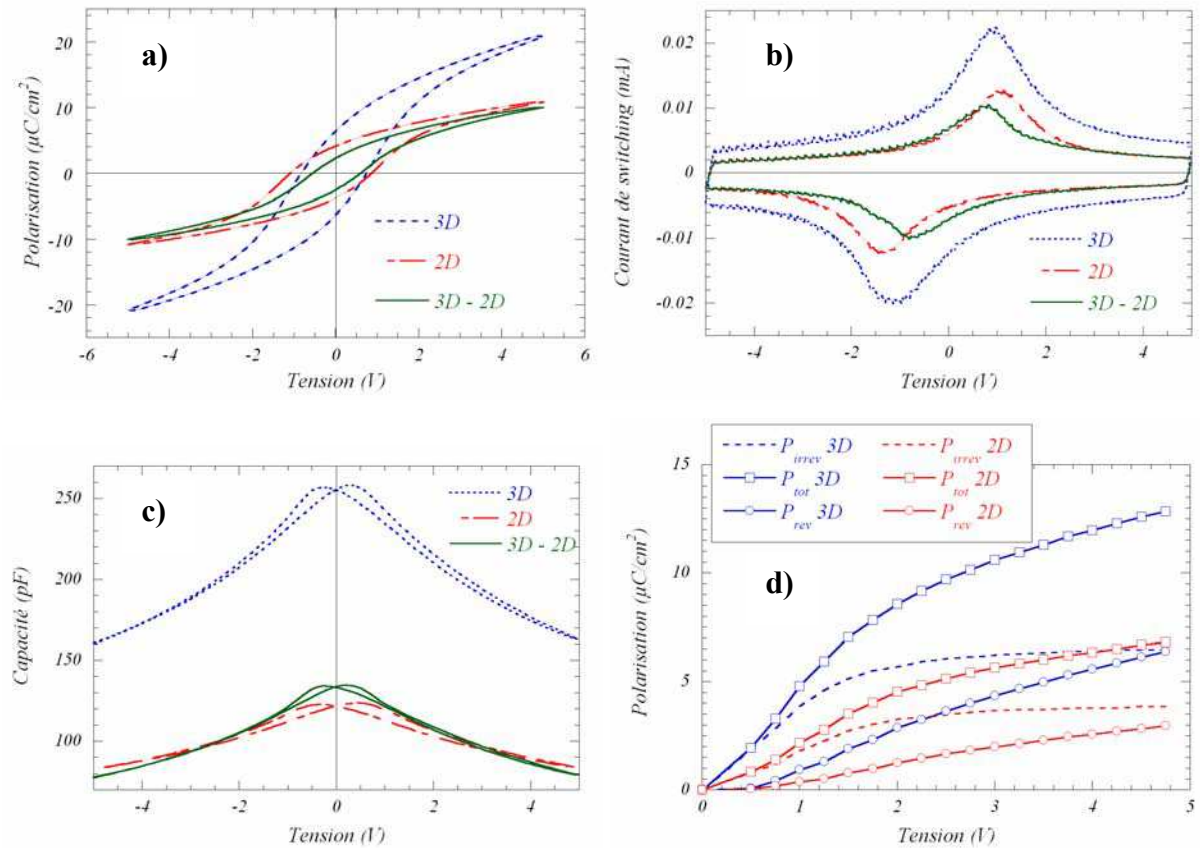 a)
20
10
0
-10
-20
-6 -4 -2 0 2 4 6
Polarisation (µC/cm²)
Tension (V)
3D
2D
3D - 2D
b)
0.02
0.01
0
-0.01
-0.02
-2 0 2 4
Courant de switching (mA)
Tension (V)
3D
2D
3D - 2D
c)
250
200
150
100
-4 -2 0 2 4
Capacité (pF)
Tension (V)
3D
2D
3D - 2D
P_irrev 3D P_irrev 2D
P_tot 3D P_tot 2D
P_rev 3D P_rev 2D
d)
15
10
5
0
0 1 2 3 4 5
Polarisation (µC/cm²)
Tension (V)